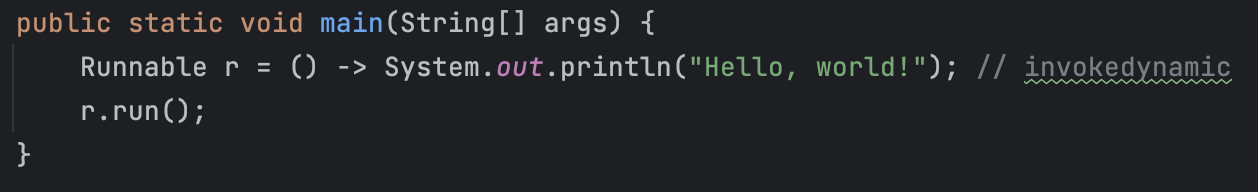 public static void main(String[] args) {
    Runnable r = () -> System.out.println("Hello, world!"); // invokedynamic
    r.run();
}